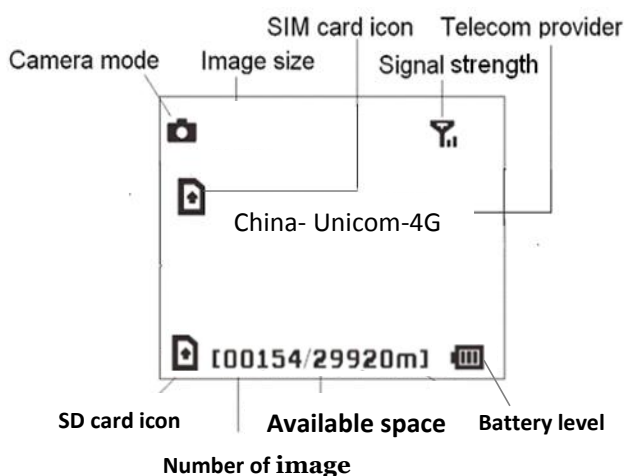 SIM card icon Telecom provider
Camera mode Image size Signal strength
China- Unicom-4G
[00154/29920m]
SD card icon Available space Battery level
Number of image